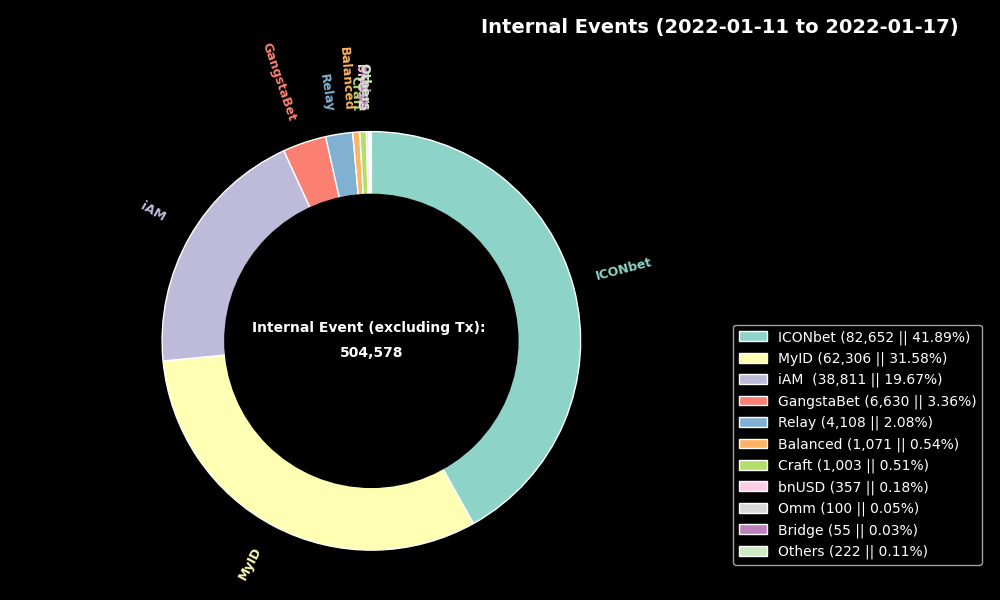 Internal Events (2022-01-11 to 2022-01-17)
GangstaBet
Relay
Balanced
Craft
Others
iAM
ICONbet
MyID
Internal Event (excluding Tx):
504,578
ICONbet (82,652 || 41.89%)
MyID (62,306 || 31.58%)
iAM  (38,811 || 19.67%)
GangstaBet (6,630 || 3.36%)
Relay (4,108 || 2.08%)
Balanced (1,071 || 0.54%)
Craft (1,003 || 0.51%)
bnUSD (357 || 0.18%)
Omm (100 || 0.05%)
Bridge (55 || 0.03%)
Others (222 || 0.11%)